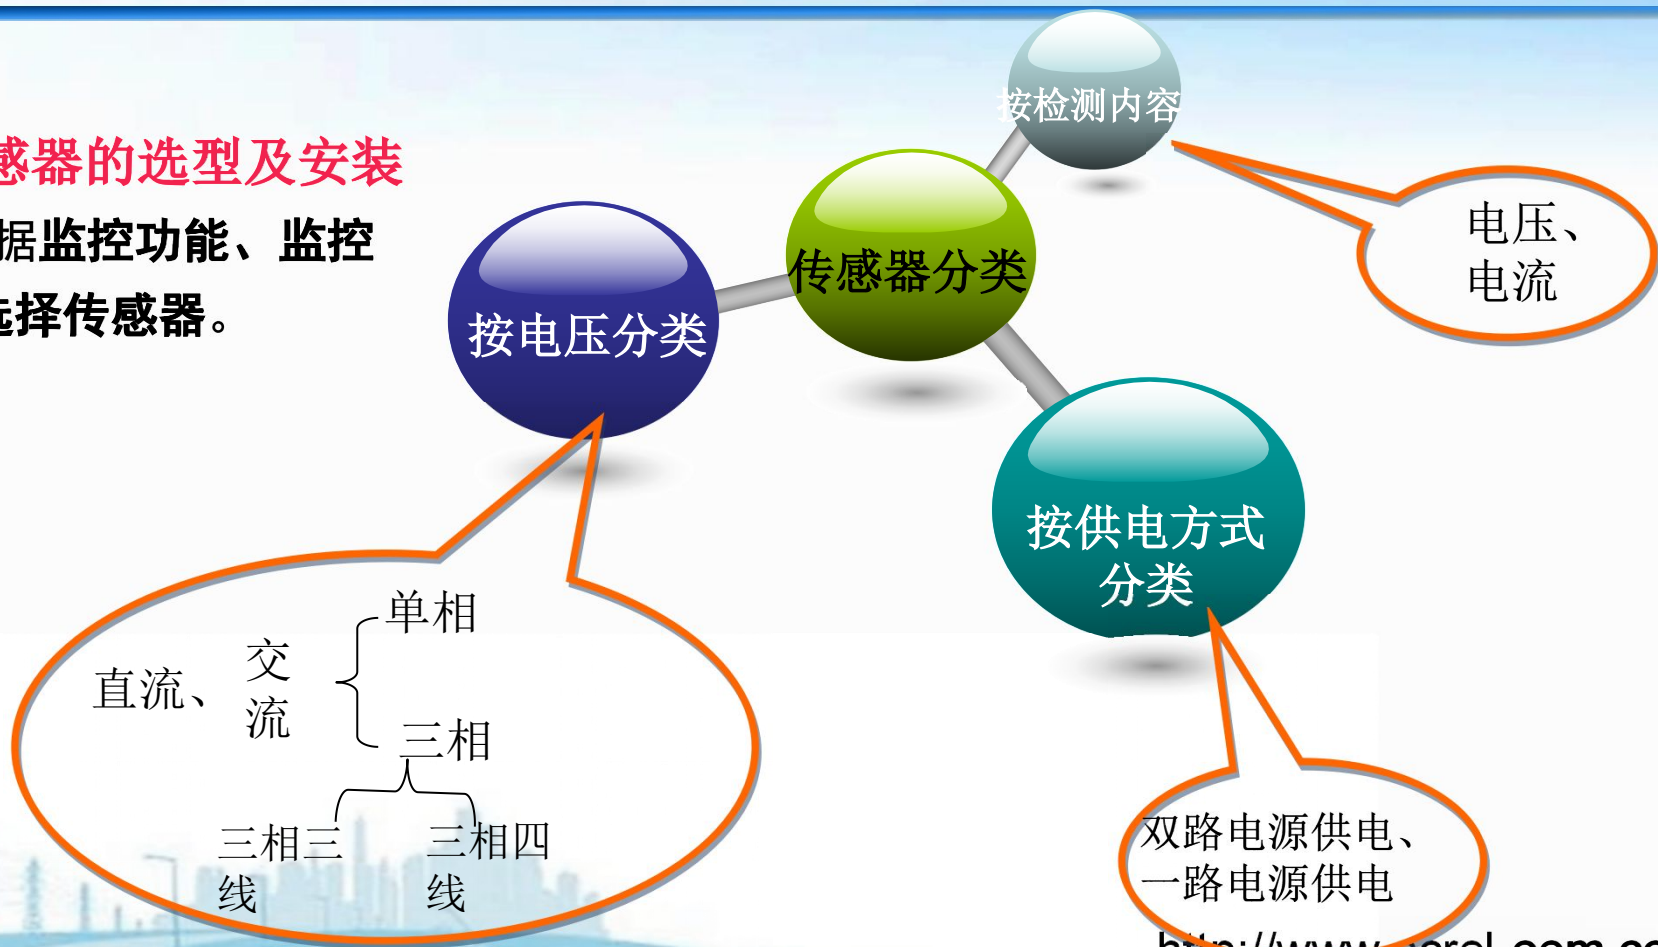 感器的选型及安装
据监控功能、监控
选择传感器。
按检测内容
传感器分类
按电压分类
按供电方式
分类
电压、
电流
单相
直流、
交
流
三相
三相三
线
三相四
线
双路电源供电、
一路电源供电